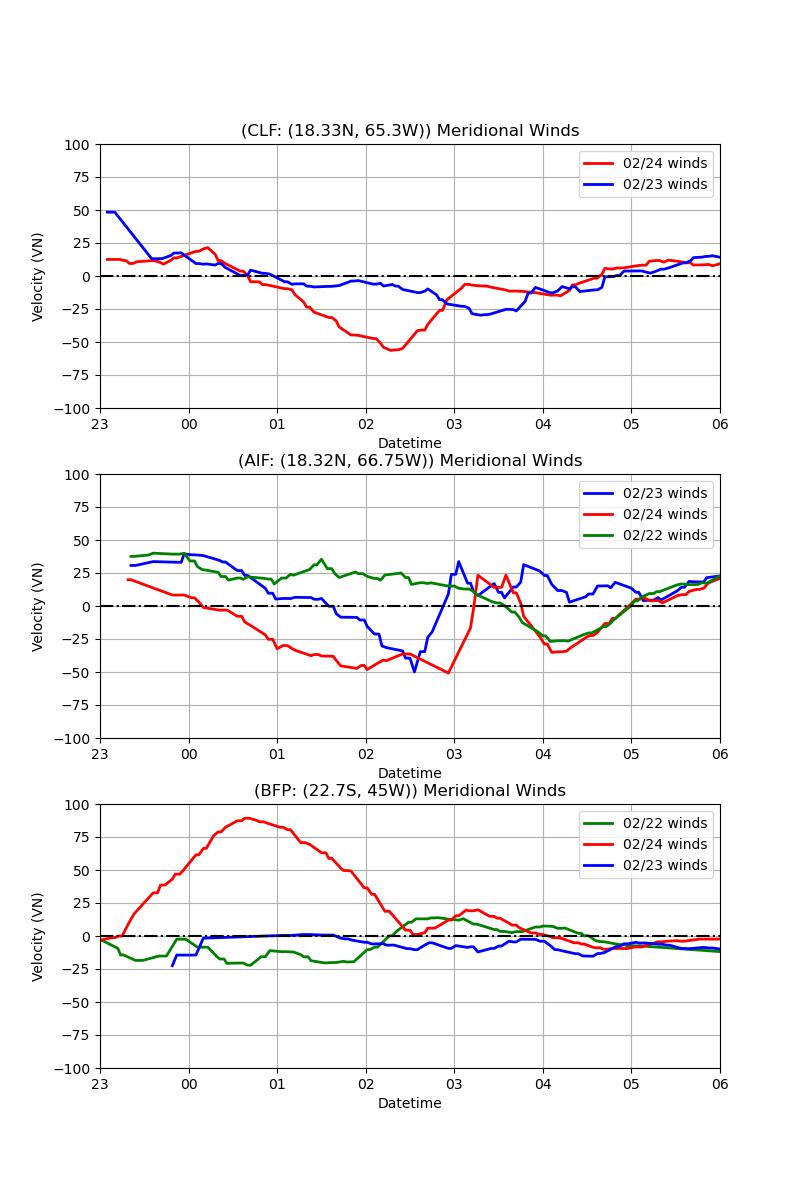 (CLF: (18.33N, 65.3W)) Meridional Winds
100
75
50
25
0
−25
−50
−75
−100
Velocity (VN)
02/24 winds
02/23 winds
23 00 01 02 03 04 05 06
Datetime
(AIF: (18.32N, 66.75W)) Meridional Winds
100
75
50
25
0
−25
−50
−75
−100
Velocity (VN)
02/23 winds
02/24 winds
02/22 winds
23 00 01 02 03 04 05 06
Datetime
(BFP: (22.7S, 45W)) Meridional Winds
100
75
50
25
0
−25
−50
−75
−100
Velocity (VN)
02/22 winds
02/24 winds
02/23 winds
23 00 01 02 03 04 05 06
Datetime